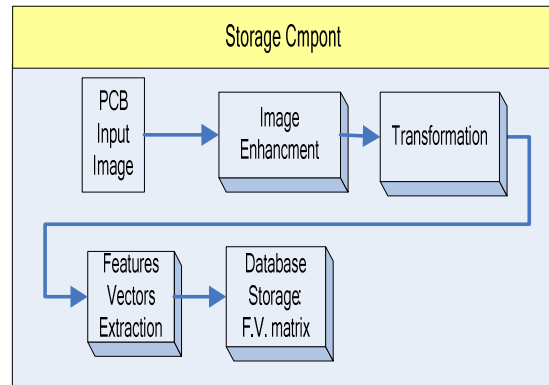 Storage Cmpont
PCB
Input
Image
Image
Enhancment
Transformation
Features
Vectors
Extraction
Database
Storage:
F.V. matrix